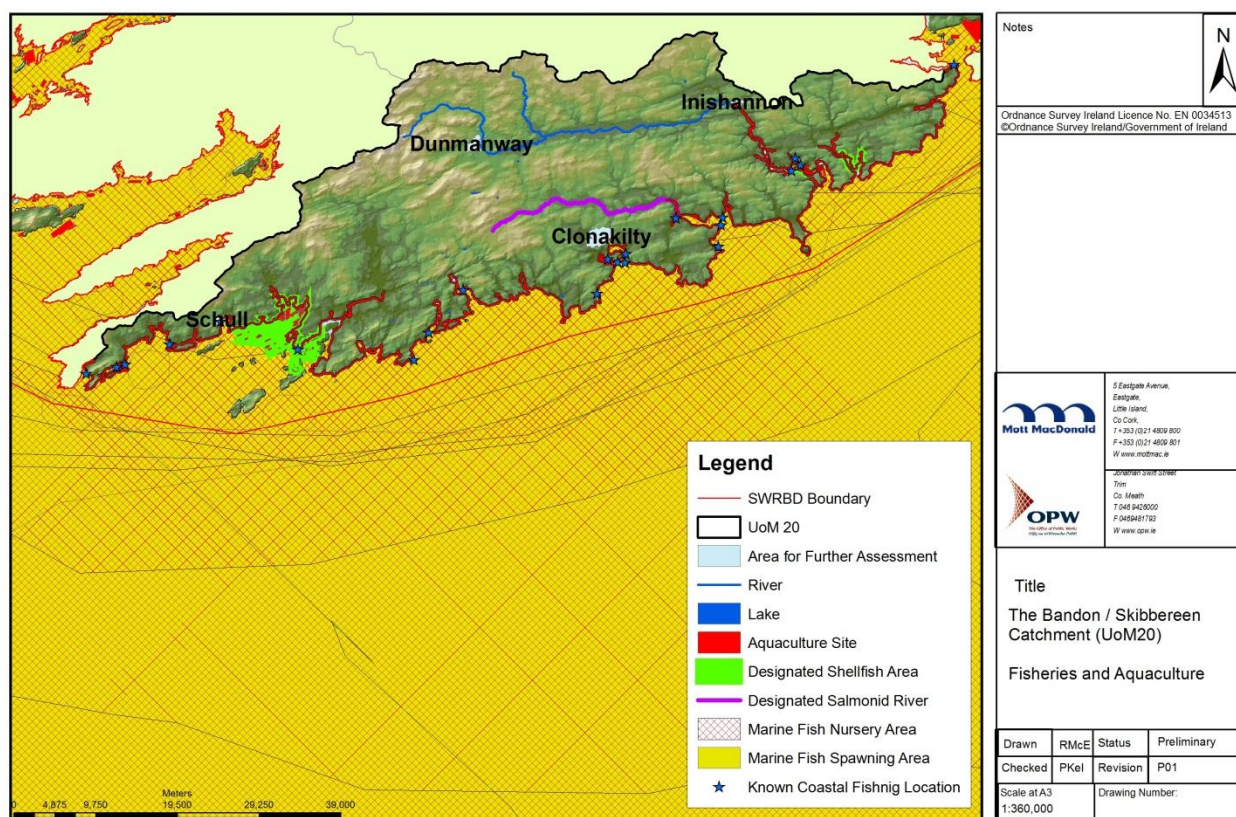 Inishannon
Dunmanway
Clonakilty
Schull
Meters
0 4,875 9,750 19,500 29,250 39,000
Legend
SWRBD Boundary
UoM 20
Area for Further Assessment
River
Lake
Aquaculture Site
Designated Shellfish Area
Designated Salmonid River
Marine Fish Nursery Area
Marine Fish Spawning Area
Known Coastal Fishnig Location
Notes
N
Ordnance Survey Ireland Licence No. EN 0034513
©Ordnance Survey Ireland/Government of Ireland
Mott MacDonald
5 Eastgate Avenue,
Eastgate,
Little Island,
Co Cork,
T +353 (0)21 4809 800
F +353 (0)21 4809 801
W www.mottmac.ie
OPW
The Office of Public Works
Jonathan Swift Street
Trim
Co. Meath
T 046 9426000
F 0469481793
W www.opw.ie
Title
The Bandon / Skibbereen
Catchment (UoM20)
Fisheries and Aquaculture
Drawn RMcE Status Preliminary
Checked PKel Revision P01
Scale at A3 Drawing Number:
1:360,000